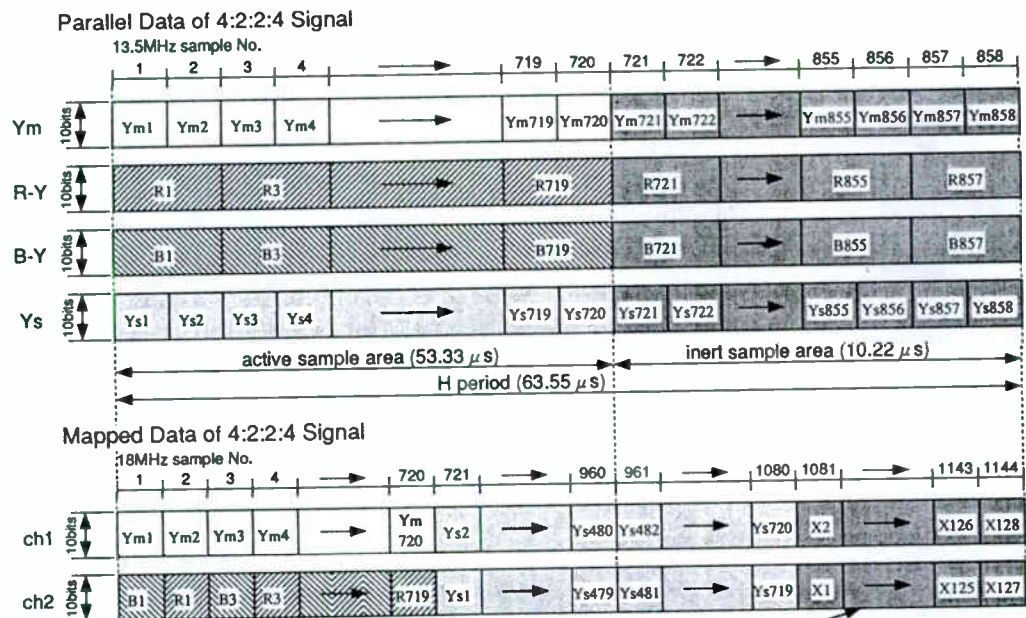 Parallel Data of 4:2:2:4 Signal
13.5MHz sample No.
1 2 3 4 719 720 721 722 855 856 857 858
Ym 10bits Ym1 Ym2 Ym3 Ym4 Ym719 Ym720 Ym721 Ym722 Ym855 Ym856 Ym857 Ym858
R-Y 10bits R1 R3 R719 R721 R855 R857
B-Y 10bits B1 B3 B719 B721 B855 B857
Ys 10bits Ys1 Ys2 Ys3 Ys4 Ys719 Ys720 Ys721 Ys722 Ys855 Ys856 Ys857 Ys858
active sample area (53.33 μs) inert sample area (10.22 μs)
H period (63.55 μs)
Mapped Data of 4:2:2:4 Signal
18MHz sample No.
1 2 3 4 720 721 960 961 1080 1081 1143 1144
ch1 10bits Ym1 Ym2 Ym3 Ym4 Ym 720 Ys2 Ys480 Ys482 Ys720 X2 X126 X128
ch2 10bits B1 R1 B3 R3 R719 Ys1 Ys479 Ys481 Ys719 X1 X125 X127